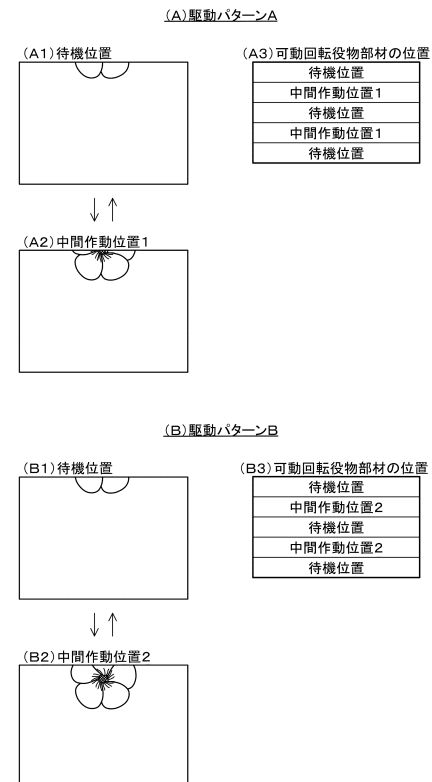 (A)駆動パターンA
(A1)待機位置
(A3)可動回転役物部材の位置
待機位置
中間作動位置1
待機位置
中間作動位置1
待機位置
(A2)中間作動位置1
(B)駆動パターンB
(B1)待機位置
(B3)可動回転役物部材の位置
待機位置
中間作動位置2
待機位置
中間作動位置2
待機位置
(B2)中間作動位置2